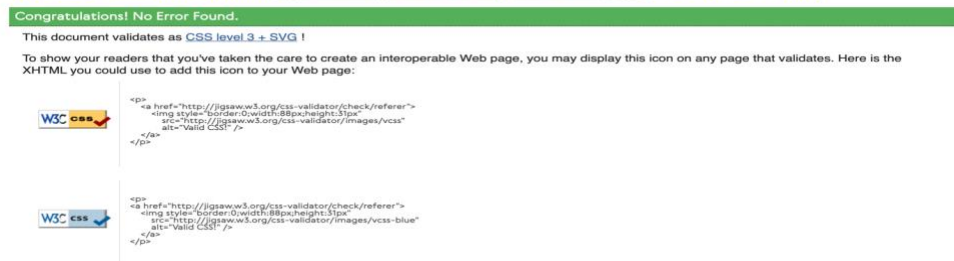 Congratulations! No Error Found.
This document validates as CSS level 3 + SVG !
To show your readers that you've taken the care to create an interoperable Web page, you may display this icon on any page that validates. Here is the
XHTML you could use to add this icon to your Web page:
W3C css
<p>
<a href="http://jigsaw.w3.org/css-validator/check/referer">
<img style="border:0;width:88px;height:31px"
src="http://jigsaw.w3.org/css-validator/images/vcss"
alt="Valid CSS!" />
</a>
</p>
W3C css
<p>
<a href="http://jigsaw.w3.org/css-validator/check/referer">
<img style="border:0;width:88px;height:31px"
src="http://jigsaw.w3.org/css-validator/images/vcss-blue"
alt="Valid CSS!" />
</a>
</p>